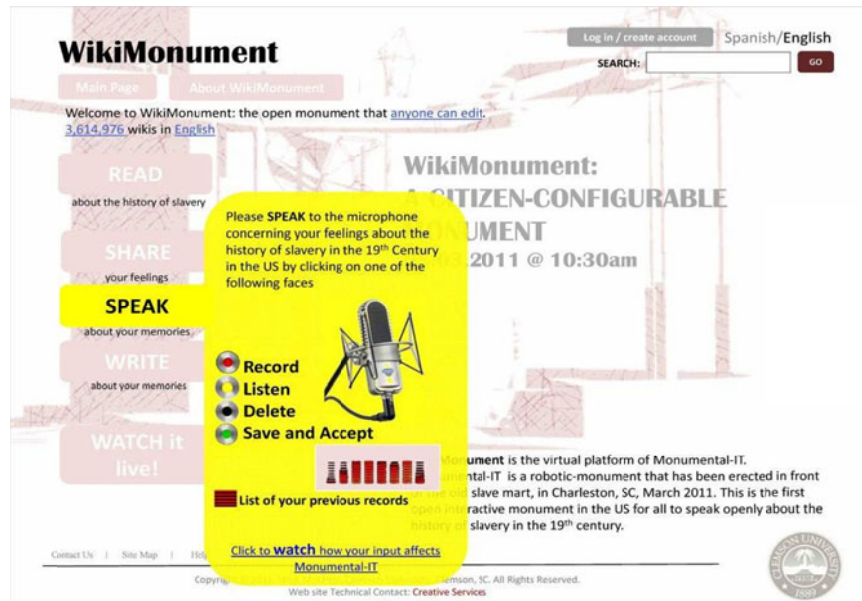 WikiMonument
Log in / create account Spanish/English
SEARCH: GO
Main Page About WikiMonument
Welcome to WikiMonument: the open monument that anyone can edit.
3,614,976 wikis in English
READ
about the history of slavery
SHARE
your feelings
SPEAK
about your memories
WRITE
about your memories
WATCH it
live!
WikiMonument:
A CITIZEN-CONFIGURABLE
UMENT
2011 @ 10:30am
Please SPEAK to the microphone
concerning your feelings about the
history of slavery in the 19th Century
in the US by clicking on one of the
following faces
Record
Listen
Delete
Save and Accept
List of your previous records
Click to watch how your input affects
Monumental-IT
Monument is the virtual platform of Monumental-IT.
mental-IT is a robotic-monument that has been erected in front
of the old slave mart, in Charleston, SC, March 2011. This is the first
open interactive monument in the US for all to speak openly about the
history of slavery in the 19th century.
Contact Us | Site Map |
emson, SC. All Rights Reserved.
Web site Technical Contact: Creative Services
CLEMSON UNIVERSITY
1889